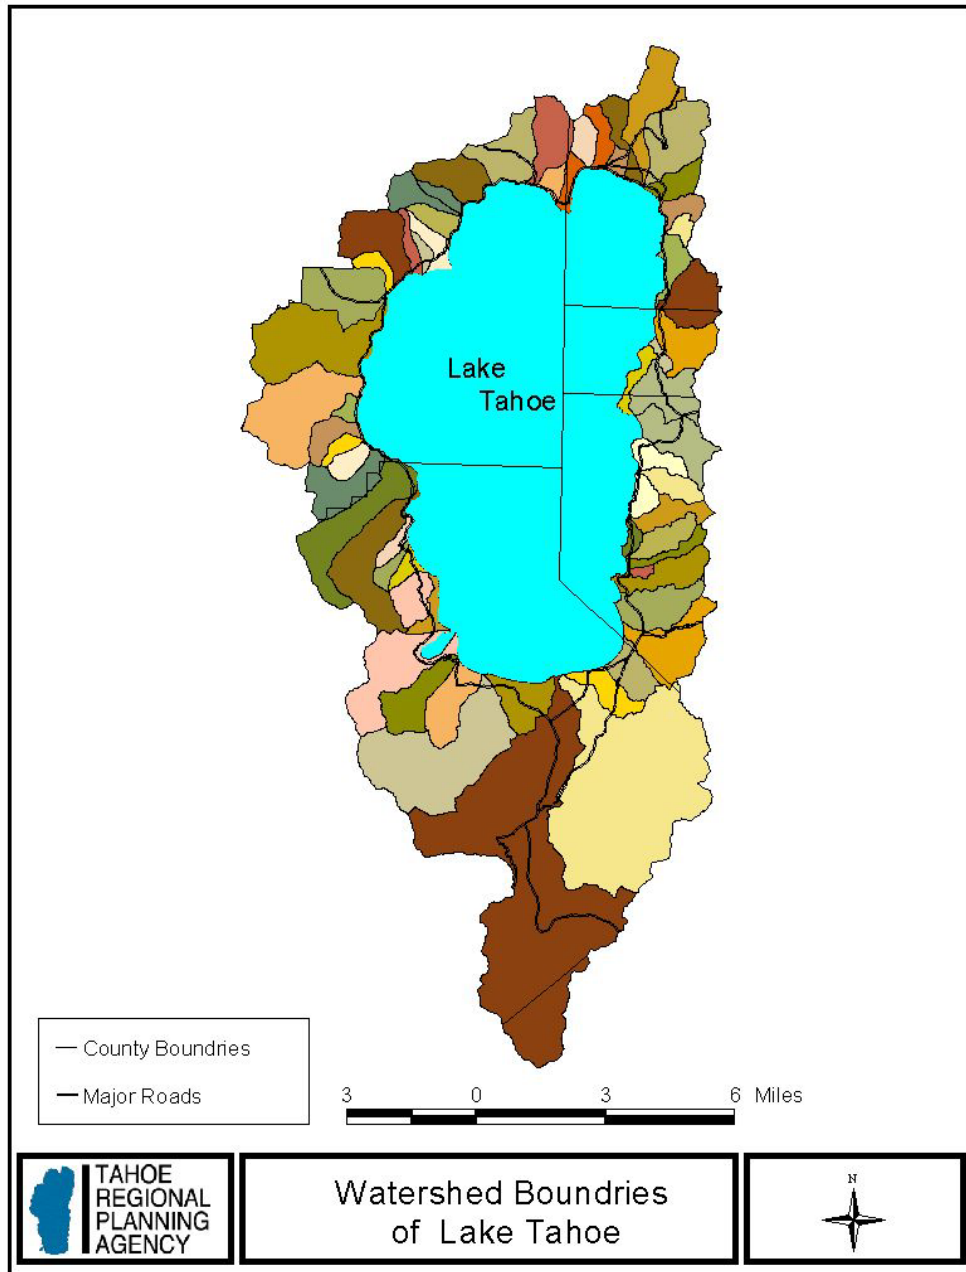 Lake
Tahoe
County Boundries
Major Roads
3 0 3 6 Miles
TAHOE
REGIONAL
PLANNING
AGENCY
Watershed Boundries
of Lake Tahoe
N